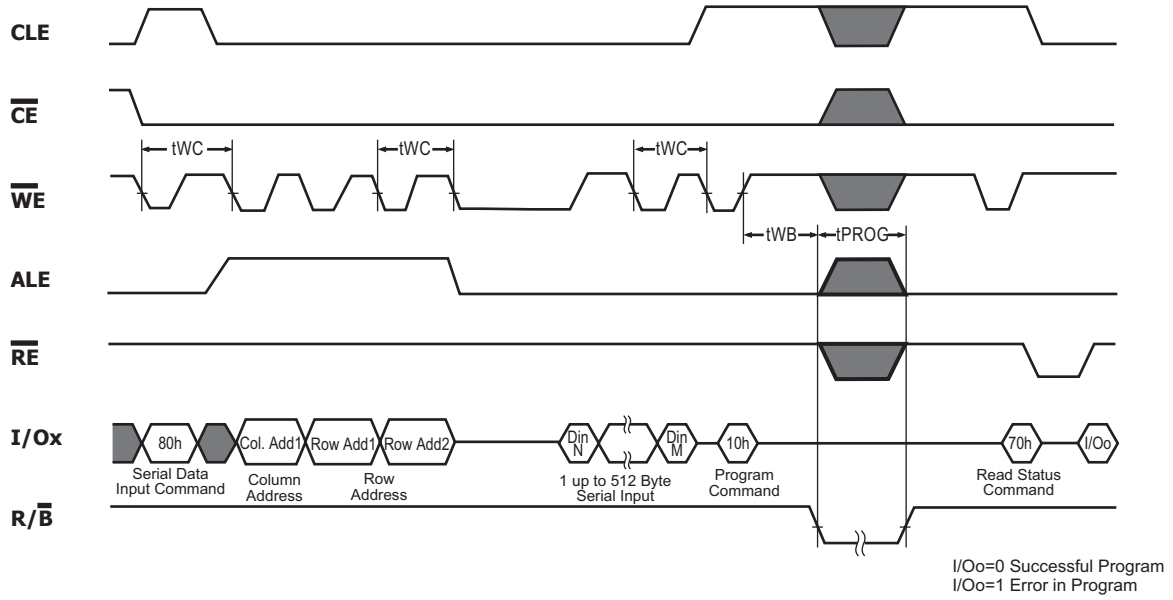 CLE
CE
tWC
tWC
tWC
WE
tWB
tPROG
ALE
RE
I/Ox
80h
Col. Add1
Row Add1
Row Add2
Din
N
Din
M
10h
70h
I/Oo
Serial Data
Input Command
Column
Address
Row
Address
1 up to 512 Byte
Serial Input
Program
Command
Read Status
Command
R/B
I/Oo=0 Successful Program
I/Oo=1 Error in Program